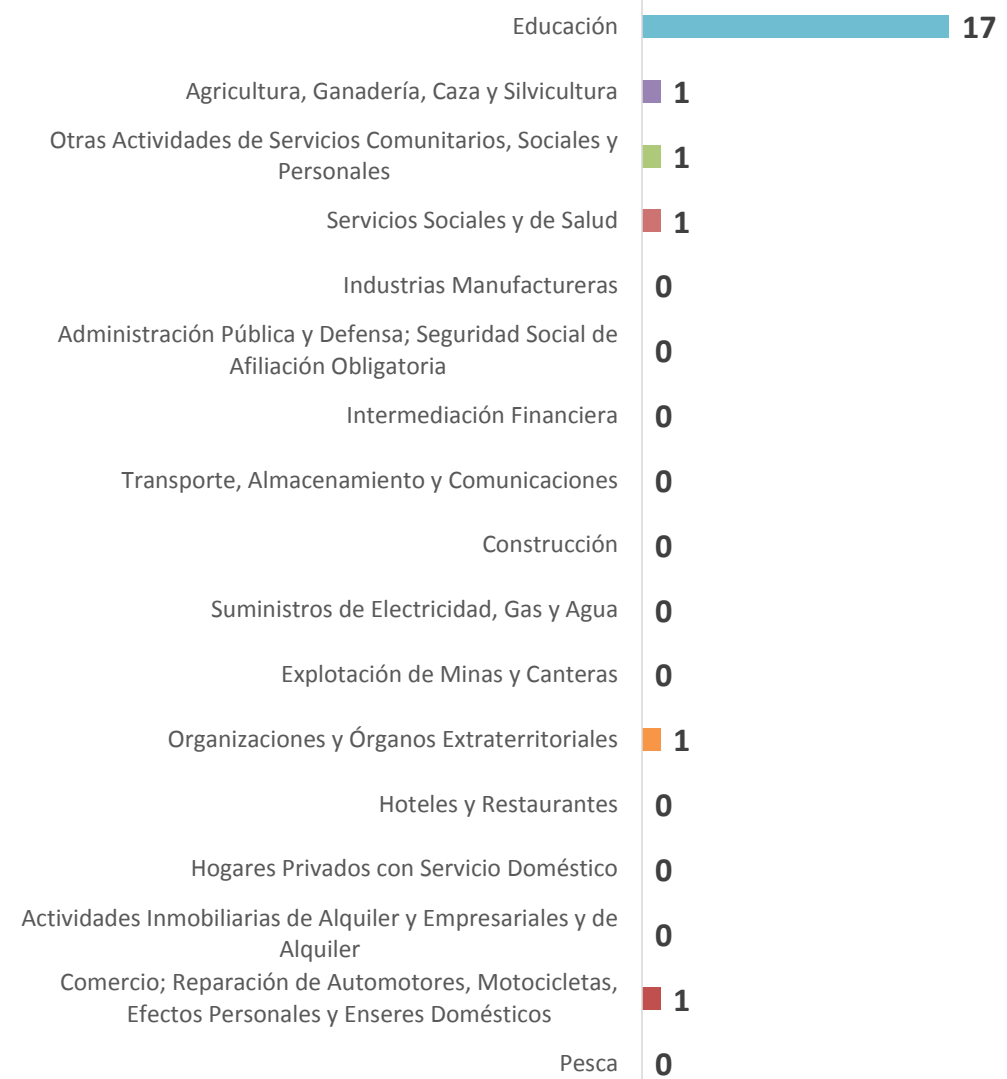 Educación 17
Agricultura, Ganadería, Caza y Silvicultura 1
Otras Actividades de Servicios Comunitarios, Sociales y
Personales 1
Servicios Sociales y de Salud 1
Industrias Manufactureras 0
Administración Pública y Defensa; Seguridad Social de
Afiliación Obligatoria 0
Intermediación Financiera 0
Transporte, Almacenamiento y Comunicaciones 0
Construcción 0
Suministros de Electricidad, Gas y Agua 0
Explotación de Minas y Canteras 0
Organizaciones y Órganos Extraterritoriales 1
Hoteles y Restaurantes 0
Hogares Privados con Servicio Doméstico 0
Actividades Inmobiliarias de Alquiler y Empresariales y de
Alquiler 0
Comercio; Reparación de Automotores, Motocicletas,
Efectos Personales y Enseres Domésticos 1
Pesca 0